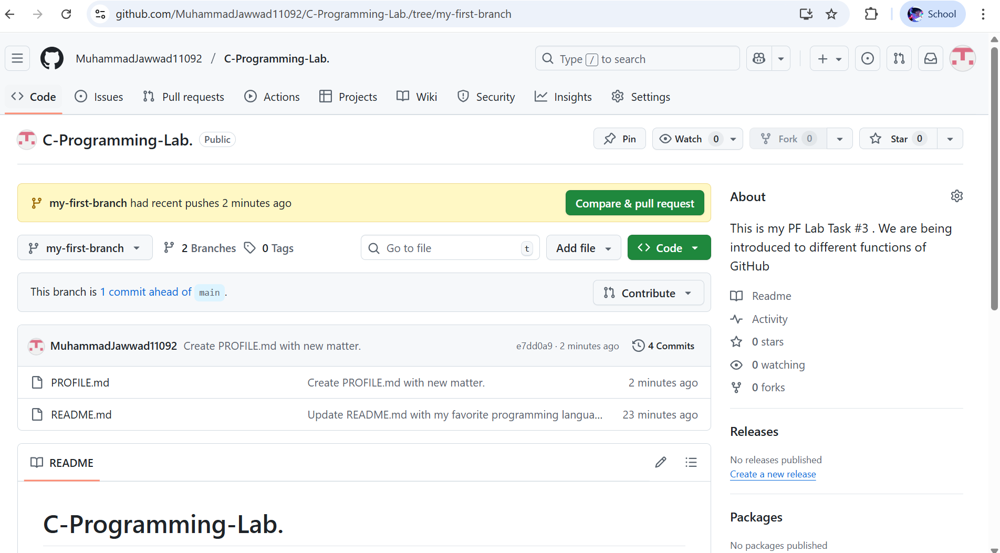 github.com/MuhammadJawwad11092/C-Programming-Lab./tree/my-first-branch
School
MuhammadJawwad11092 / C-Programming-Lab.
Type / to search
Code
Issues
Pull requests
Actions
Projects
Wiki
Security
Insights
Settings
C-Programming-Lab. Public
Pin
Watch 0
Fork 0
Star 0
my-first-branch had recent pushes 2 minutes ago
Compare & pull request
my-first-branch
2 Branches
0 Tags
Go to file t
Add file
Code
This branch is 1 commit ahead of main .
Contribute
MuhammadJawwad11092 Create PROFILE.md with new matter.
e7dd0a9 · 2 minutes ago
4 Commits
PROFILE.md Create PROFILE.md with new matter. 2 minutes ago
README.md Update README.md with my favorite programming langua... 23 minutes ago
README
C-Programming-Lab.
About
This is my PF Lab Task #3 . We are being
introduced to different functions of
GitHub
Readme
Activity
0 stars
0 watching
0 forks
Releases
No releases published
Create a new release
Packages
No packages published